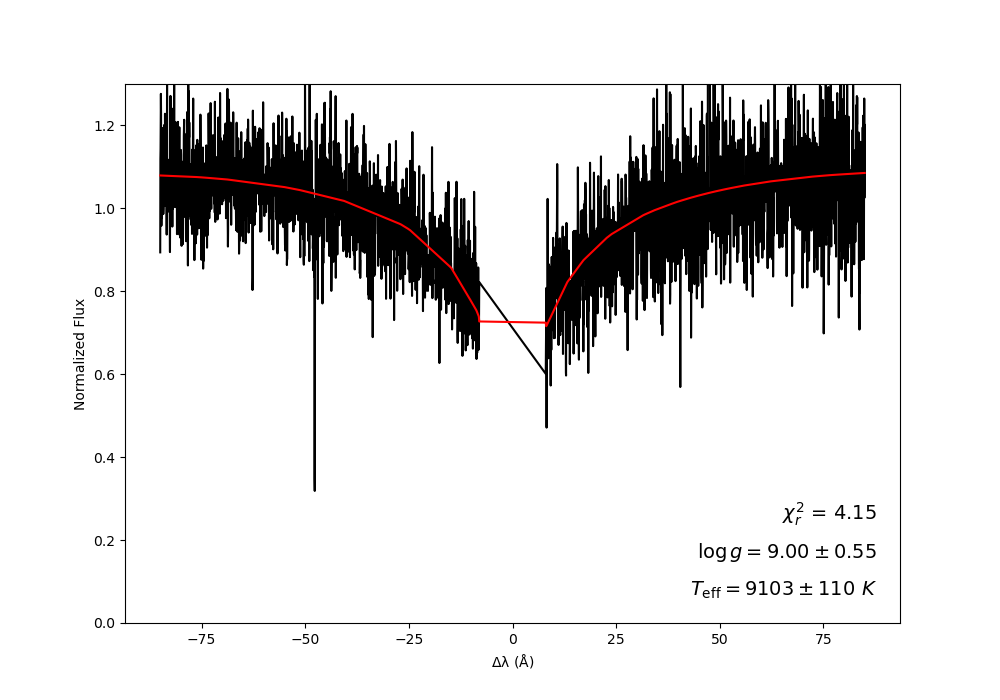 Normalized Flux
1.2
1.0
0.8
0.6
0.4
0.2
0.0
−75
−50
−25
0
25
50
75
Δλ (Å)
χ²ᵣ = 4.15
log g = 9.00 ± 0.55
T_eff = 9103 ± 110 K